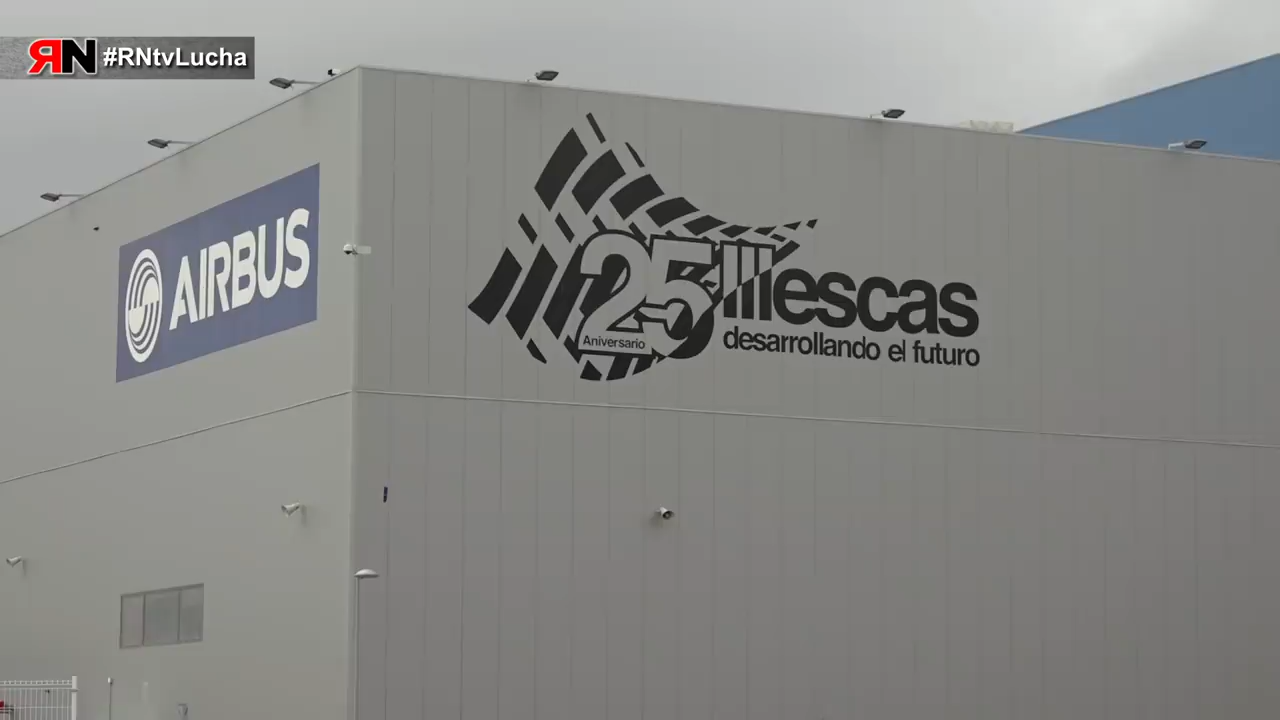 RN #RNtvLucha
AIRBUS
25 Illescas
Aniversario
desarrollando el futuro